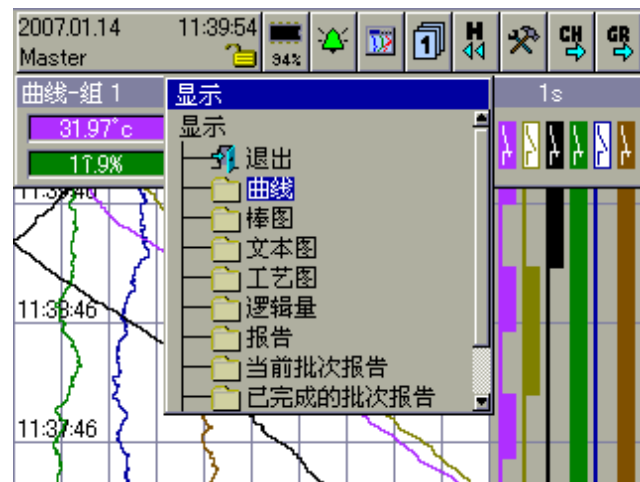 2007.01.14 11:39:54
Master
94%
1
H
CH
GR
曲线-组 1
显示
1s
31.97°c
显示
退出
曲线
棒图
文本图
工艺图
逻辑量
报告
当前批次报告
已完成的批次报告
11:38:46
11:37:46